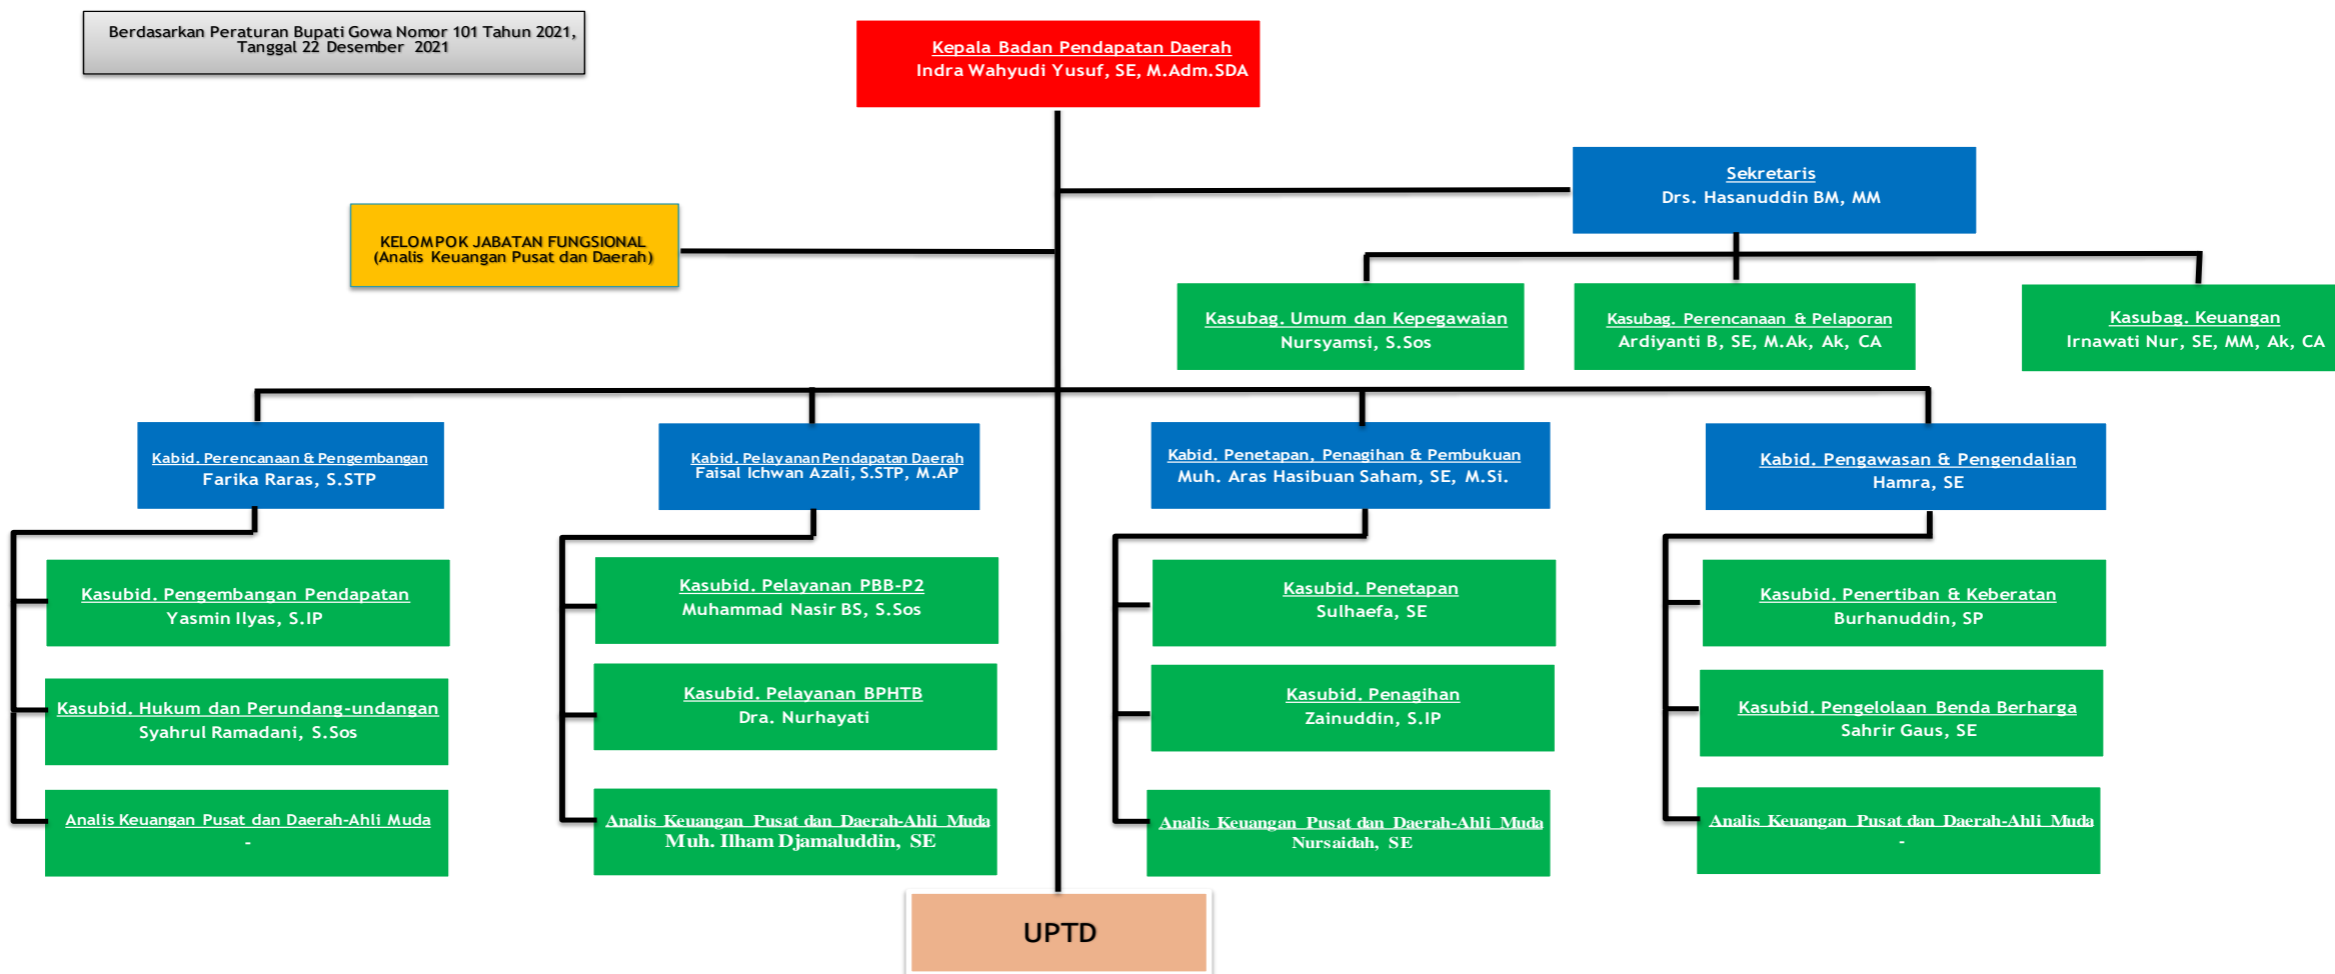 Berdasarkan Peraturan Bupati Gowa Nomor 101 Tahun 2021,
Tanggal 22 Desember 2021
Kepala Badan Pendapatan Daerah
Indra Wahyudi Yusuf, SE, M.Adm.SDA
Sekretaris
Drs. Hasanuddin BM, MM
KELOMPOK JABATAN FUNGSIONAL
(Analis Keuangan Pusat dan Daerah)
Kasubag. Umum dan Kepegawaian
Nursyamsi, S.Sos
Kasubag. Perencanaan & Pelaporan
Ardiyanti B, SE, M.Ak, Ak, CA
Kasubag. Keuangan
Irnawati Nur, SE, MM, Ak, CA
Kabid. Perencanaan & Pengembangan
Farika Raras, S.STP
Kabid. Pelayanan Pendapatan Daerah
Faisal Ichwan Azali, S.STP, M.AP
Kabid. Penetapan, Penagihan & Pembukuan
Muh. Aras Hasibuan Saham, SE, M.Si.
Kabid. Pengawasan & Pengendalian
Hamra, SE
Kasubid. Pengembangan Pendapatan
Yasmin Ilyas, S.IP
Kasubid. Pelayanan PBB-P2
Muhammad Nasir BS, S.Sos
Kasubid. Penetapan
Sulhaefa, SE
Kasubid. Penertiban & Keberatan
Burhanuddin, SP
Kasubid. Hukum dan Perundang-undangan
Syahrul Ramadani, S.Sos
Kasubid. Pelayanan BPHTB
Dra. Nurhayati
Kasubid. Penagihan
Zainuddin, S.IP
Kasubid. Pengelolaan Benda Berharga
Sahrir Gaus, SE
Analis Keuangan Pusat dan Daerah-Ahli Muda
-
Analis Keuangan Pusat dan Daerah-Ahli Muda
Muh. Ilham Djamaluddin, SE
Analis Keuangan Pusat dan Daerah-Ahli Muda
Nursaidah, SE
Analis Keuangan Pusat dan Daerah-Ahli Muda
-
UPTD